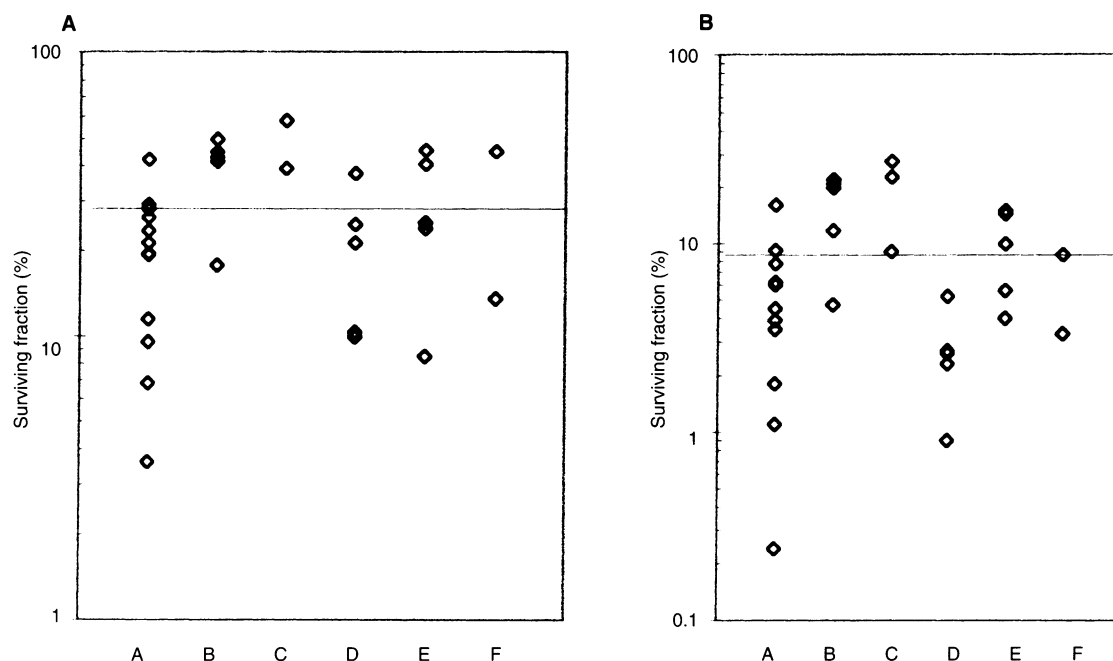 A
100
10
1
Surviving fraction (%)
A B C D E F
B
100
10
1
0.1
Surviving fraction (%)
A B C D E F